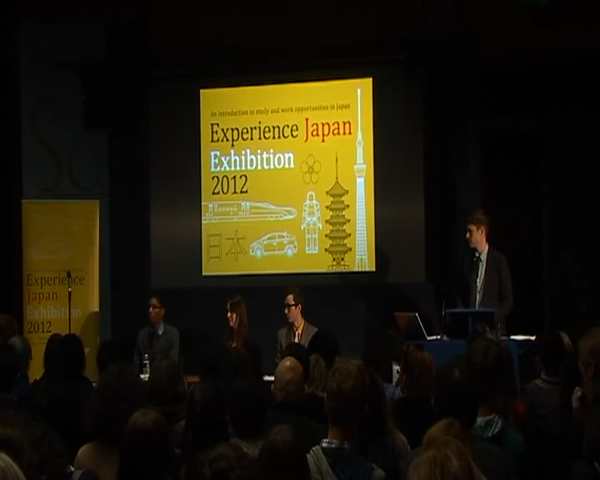 An introduction to study and work opportunities in Japan
Experience Japan
Exhibition
2012
日本
Experience
Japan
Exhibition
2012